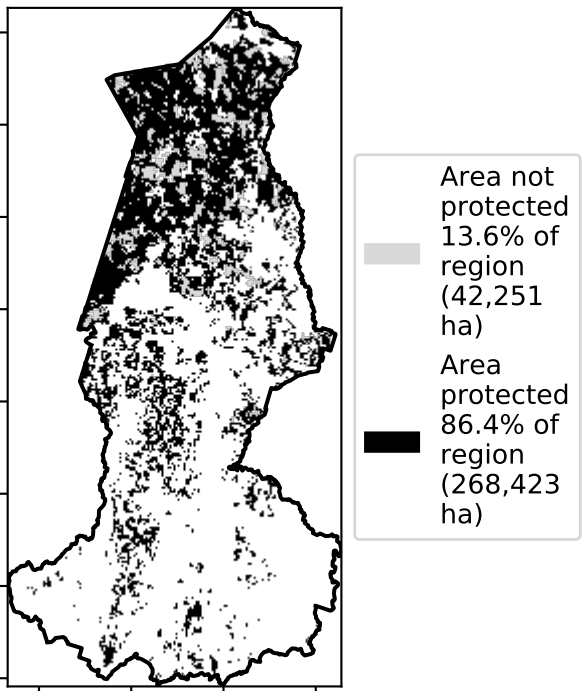 Area not
protected
13.6% of
region
(42,251
ha)
Area
protected
86.4% of
region
(268,423
ha)